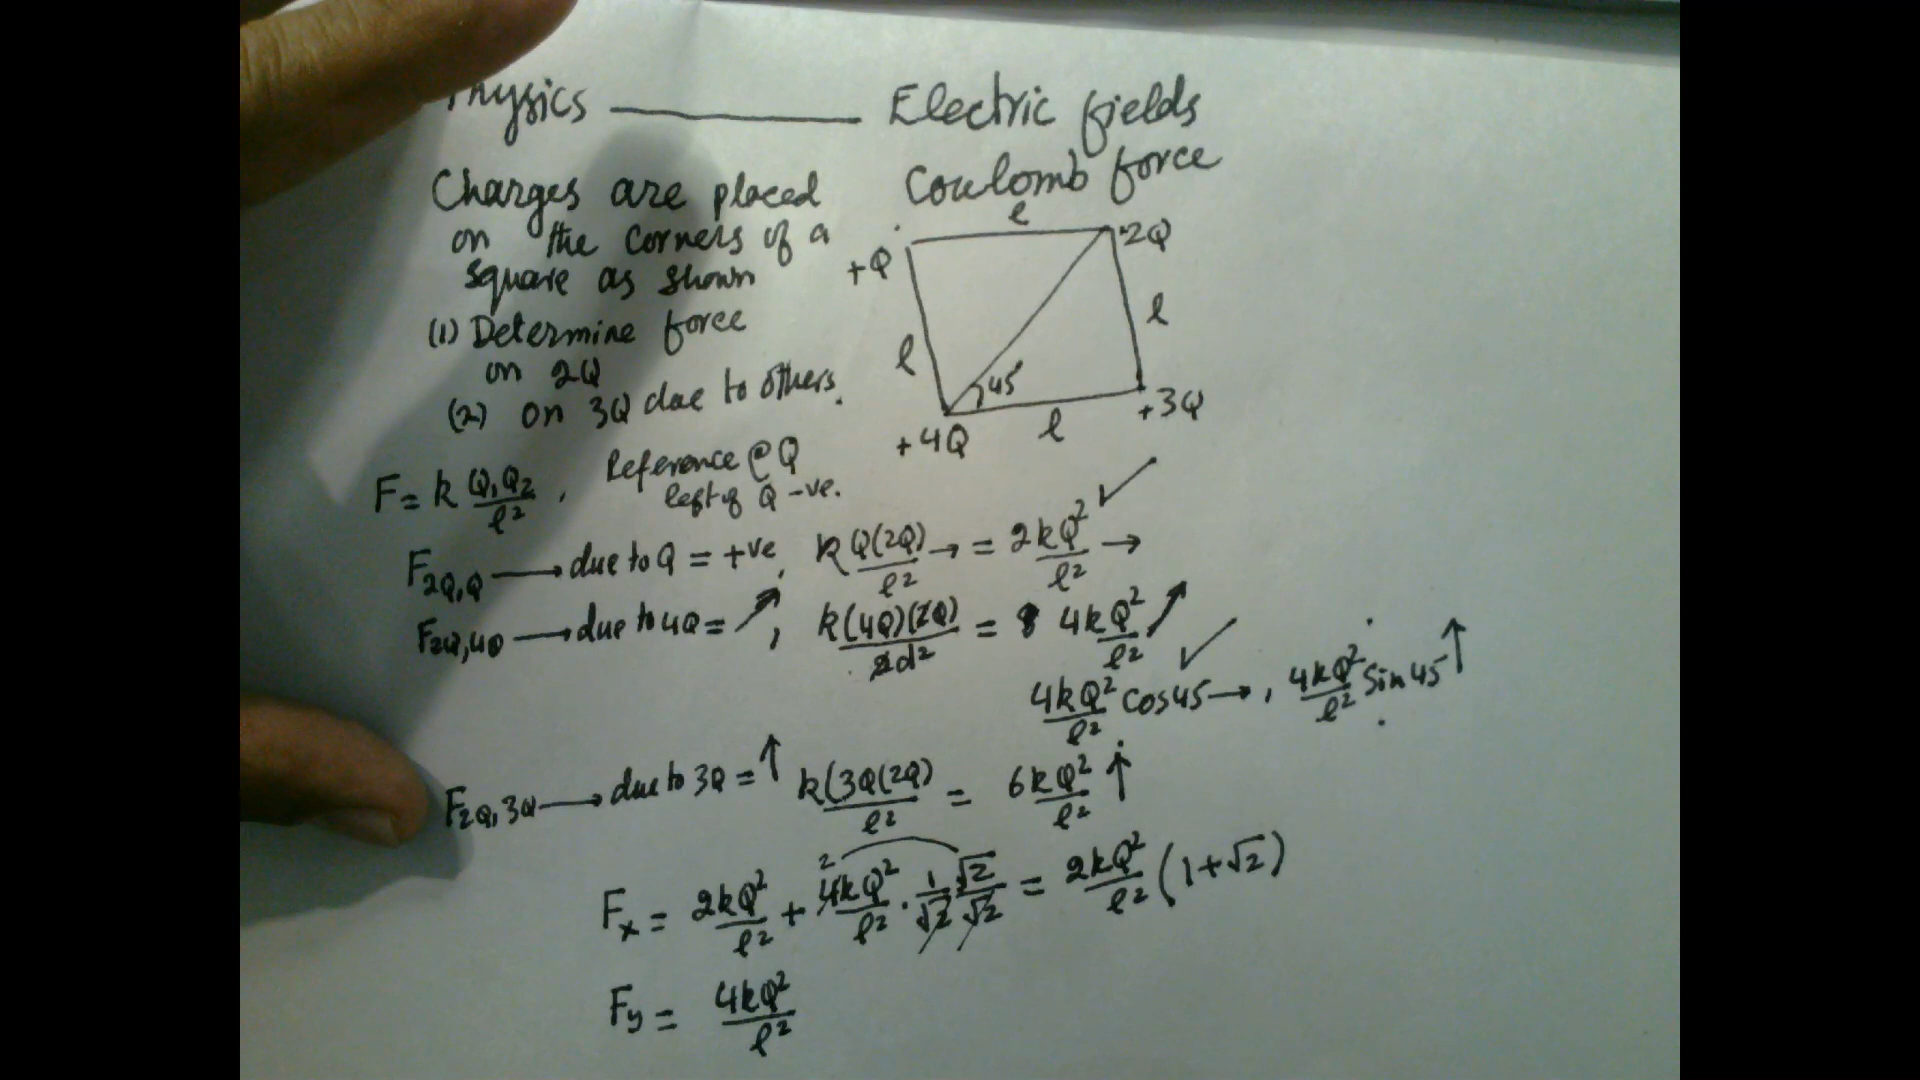 Physics ———— Electric fields
Coulomb force
Charges are placed
on the corners of a
square as shown
(1) Determine force
on 2Q
(2) on 3Q due to others.
l
+Q
2Q
l
l
45°
+4Q
l
+3Q
F = k Q₁Q₂/l² , Reference @ Q
left of Q -ve.
F2Q,Q → due to Q = +ve, k Q(2Q)/l² → = 2kQ²/l² → ✓
F2Q,4Q → due to 4Q = ↗, k(4Q)(2Q)/2d² = 4kQ²/l² ↗
4kQ²/l² cos45 → ✓, 4kQ²/l² sin45 ↑
F2Q,3Q → due to 3Q = ↑ k(3Q(2Q)/l² = 6kQ²/l² ↑
Fx = 2kQ²/l² + 4kQ²/l² · 1/√2 √2/√2 = 2kQ²/l² (1+√2)
2
Fy = 4kQ²/l²